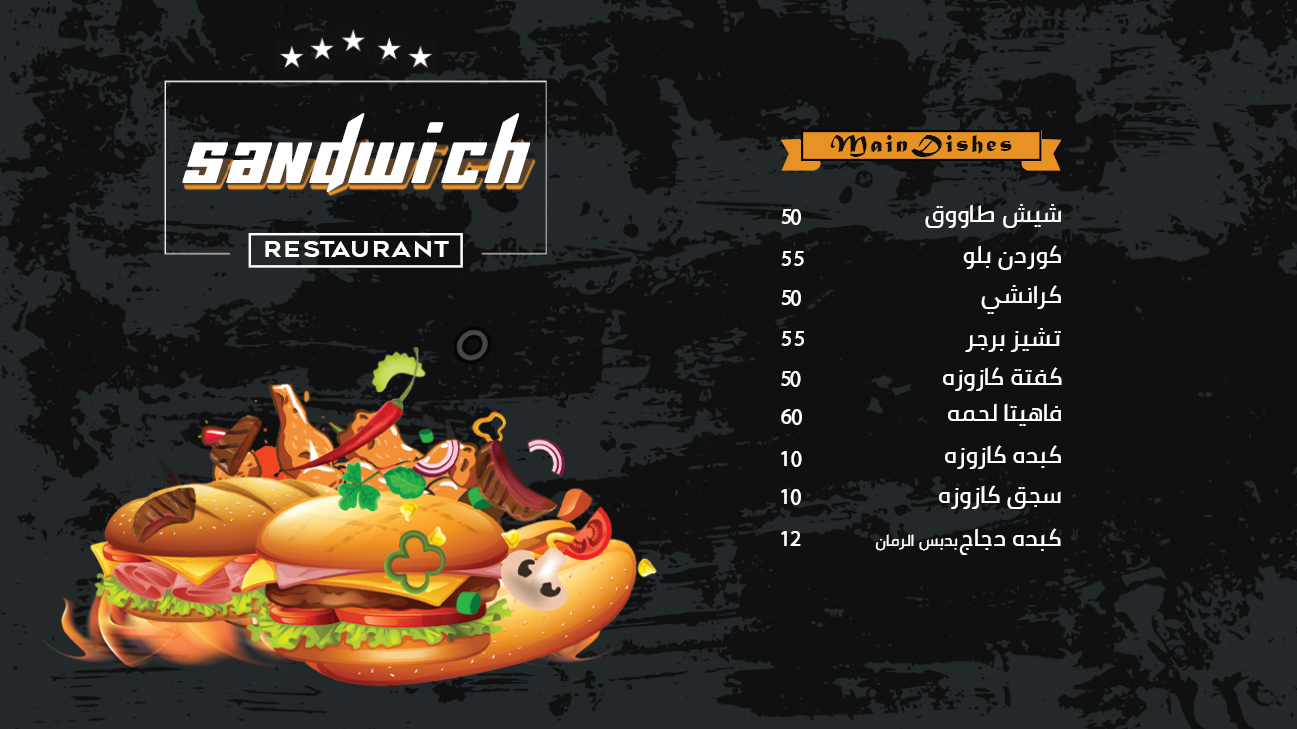 sandwich
RESTAURANT
Main Dishes
شيش طاووق 50
كوردن بلو 55
كرانشي 50
تشيز برجر 55
كفتة كازوزه 50
فاهيتا لحمه 60
كبده كازوزه 10
سجق كازوزه 10
كبده دجاج بدبس الرمان 12